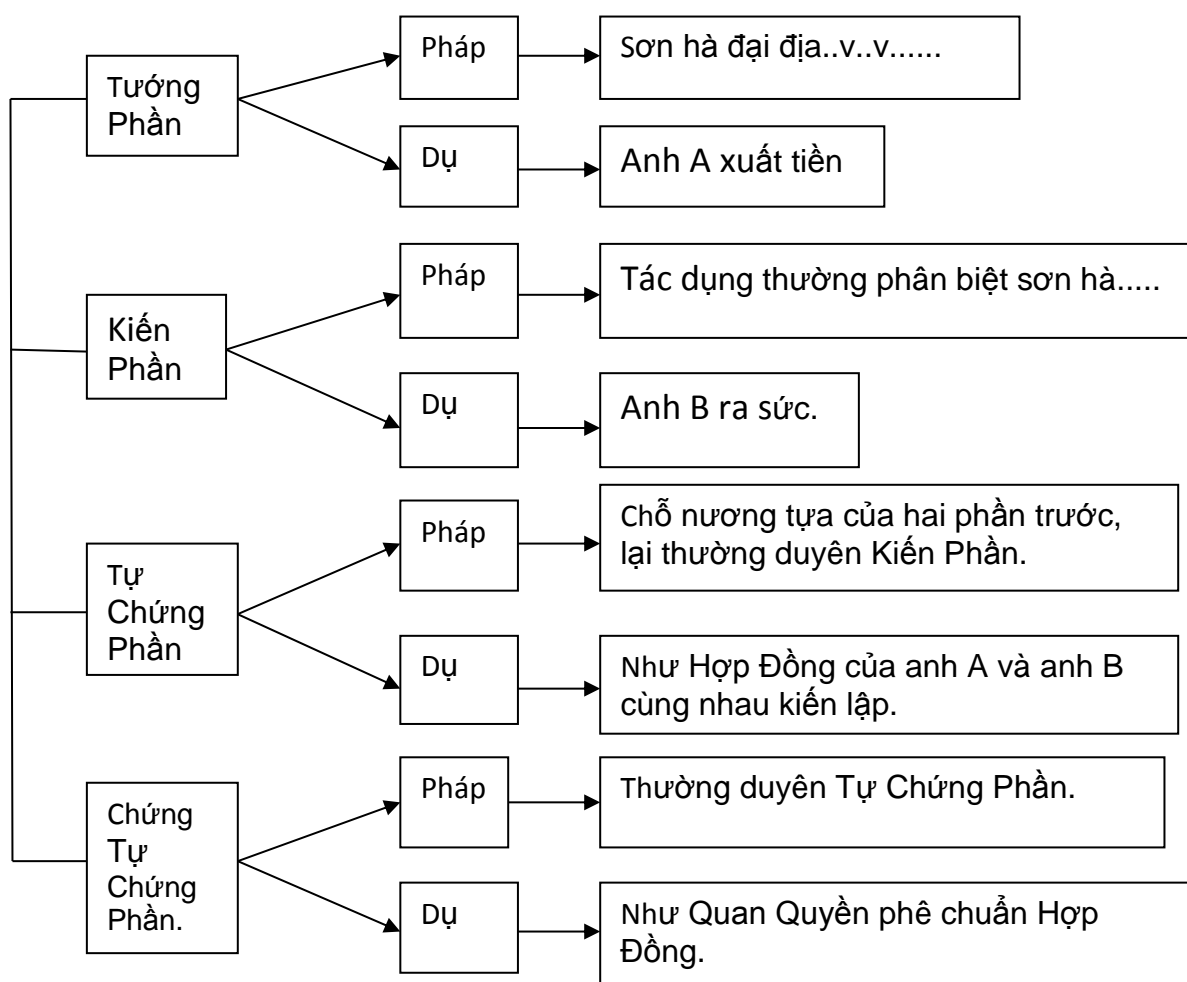 Tướng
Phần
Pháp
Sơn hà đại địa..v..v......
Dụ
Anh A xuất tiền
Kiến
Phần
Pháp
Tác dụng thường phân biệt sơn hà.....
Dụ
Anh B ra sức.
Tự
Chứng
Phần
Pháp
Chỗ nương tựa của hai phần trước,
lại thường duyên Kiến Phần.
Dụ
Như Hợp Đồng của anh A và anh B
cùng nhau kiến lập.
Chứng
Tự
Chứng
Phần.
Pháp
Thường duyên Tự Chứng Phần.
Dụ
Như Quan Quyền phê chuẩn Hợp
Đồng.